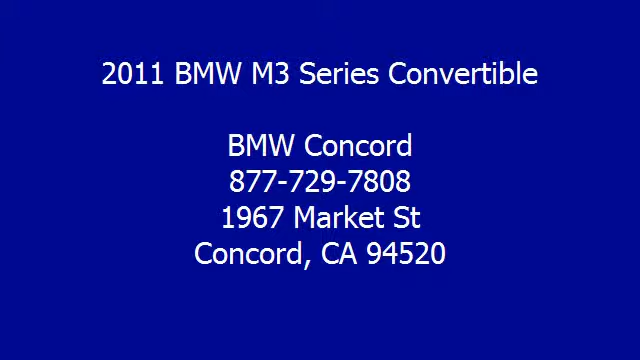 2011 BMW M3 Series Convertible
BMW Concord
877-729-7808
1967 Market St
Concord, CA 94520